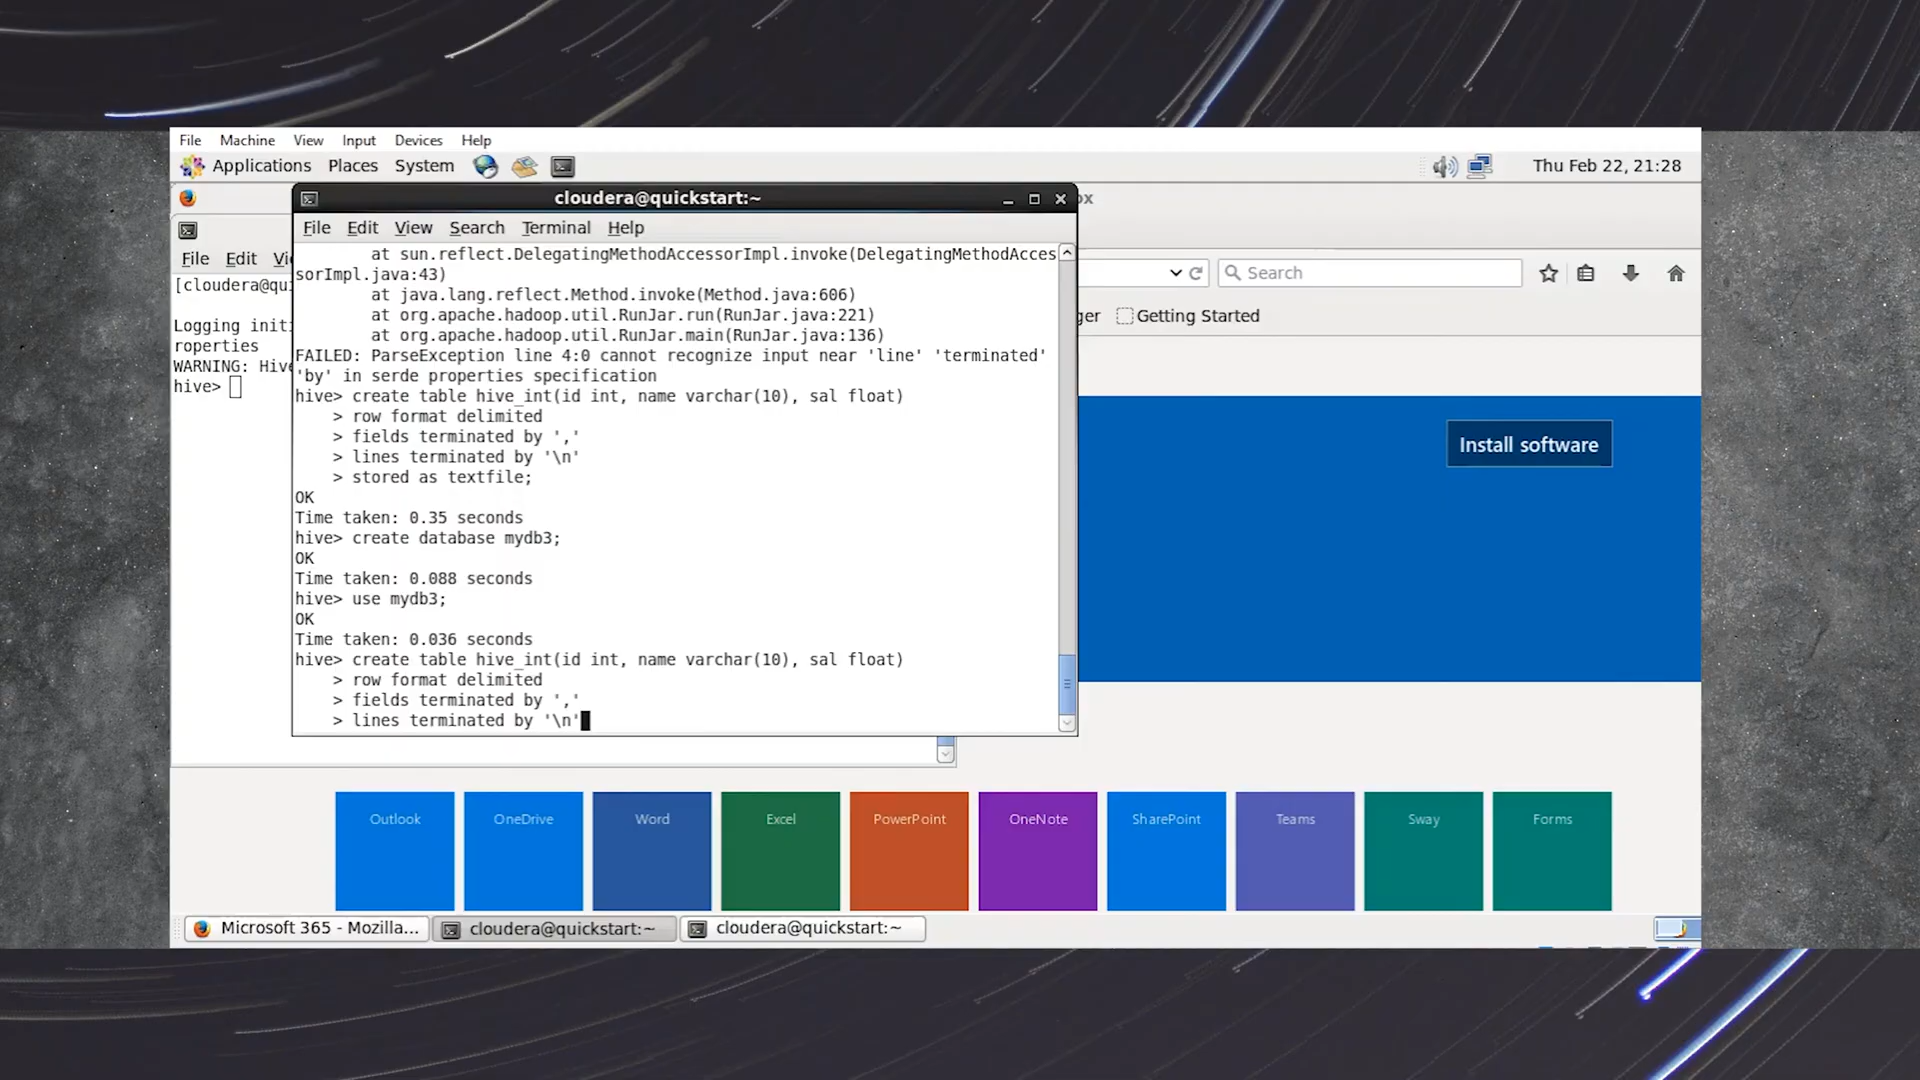 File Machine View Input Devices Help
Applications Places System
Thu Feb 22, 21:28
cloudera@quickstart:~
File Edit View Search Terminal Help
at sun.reflect.DelegatingMethodAccessorImpl.invoke(DelegatingMethodAcces
sorImpl.java:43)
at java.lang.reflect.Method.invoke(Method.java:606)
at org.apache.hadoop.util.RunJar.run(RunJar.java:221)
at org.apache.hadoop.util.RunJar.main(RunJar.java:136)
FAILED: ParseException line 4:0 cannot recognize input near 'line' 'terminated'
'by' in serde properties specification
hive> create table hive_int(id int, name varchar(10), sal float)
> row format delimited
> fields terminated by ','
> lines terminated by '\n'
> stored as textfile;
OK
Time taken: 0.35 seconds
hive> create database mydb3;
OK
Time taken: 0.088 seconds
hive> use mydb3;
OK
Time taken: 0.036 seconds
hive> create table hive_int(id int, name varchar(10), sal float)
> row format delimited
> fields terminated by ','
> lines terminated by '\n'
File Edit
[cloudera@qu
Logging init
roperties
WARNING: Hiv
hive>
Search
Getting Started
Install software
Outlook OneDrive Word Excel PowerPoint OneNote SharePoint Teams Sway Forms
Microsoft 365 - Mozilla... cloudera@quickstart:~ cloudera@quickstart:~